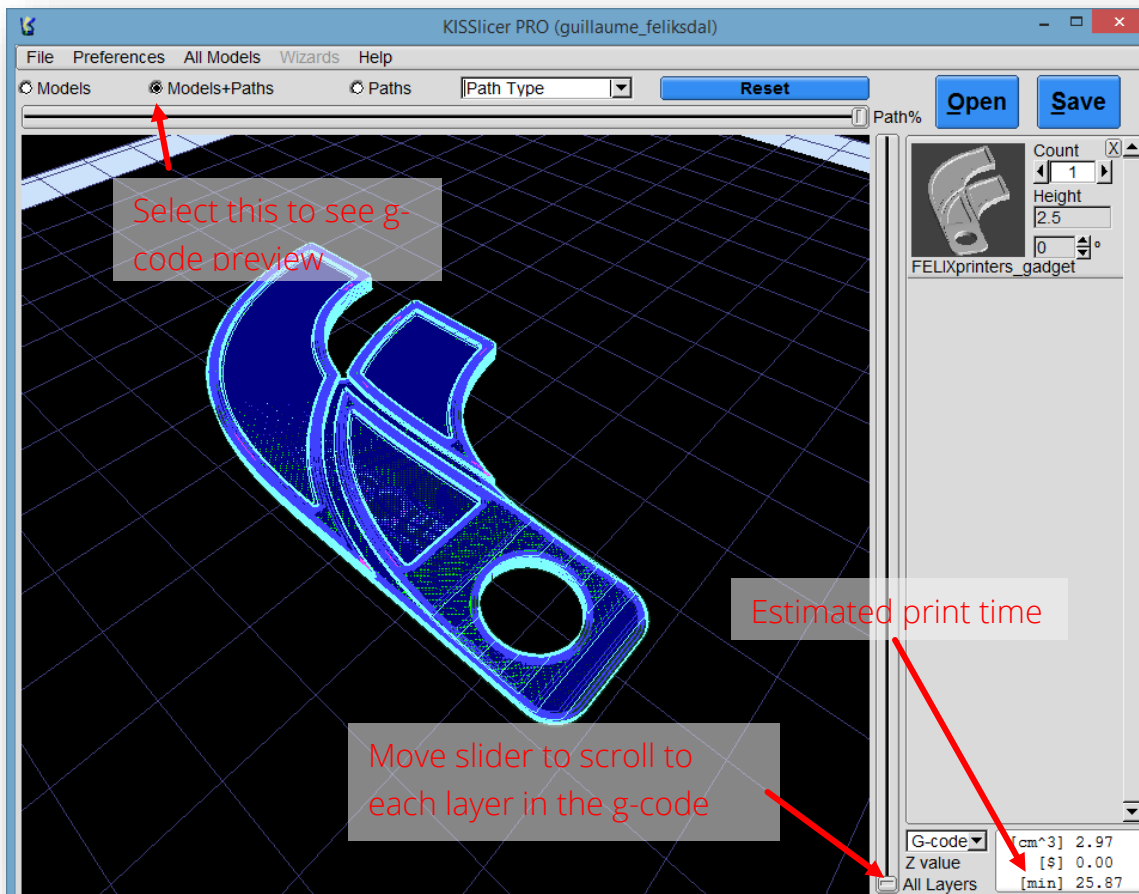 KISSlicer PRO (guillaume_feliksdal)
File Preferences All Models Wizards Help
Models Models+Paths Paths Path Type Reset
Path%
Open Save
Count X
1
Height
2.5
0 °
FELIXprinters_gadget
Select this to see g-
code preview
Estimated print time
Move slider to scroll to
each layer in the g-code
G-code [cm^3] 2.97
Z value [$] 0.00
All Layers [min] 25.87